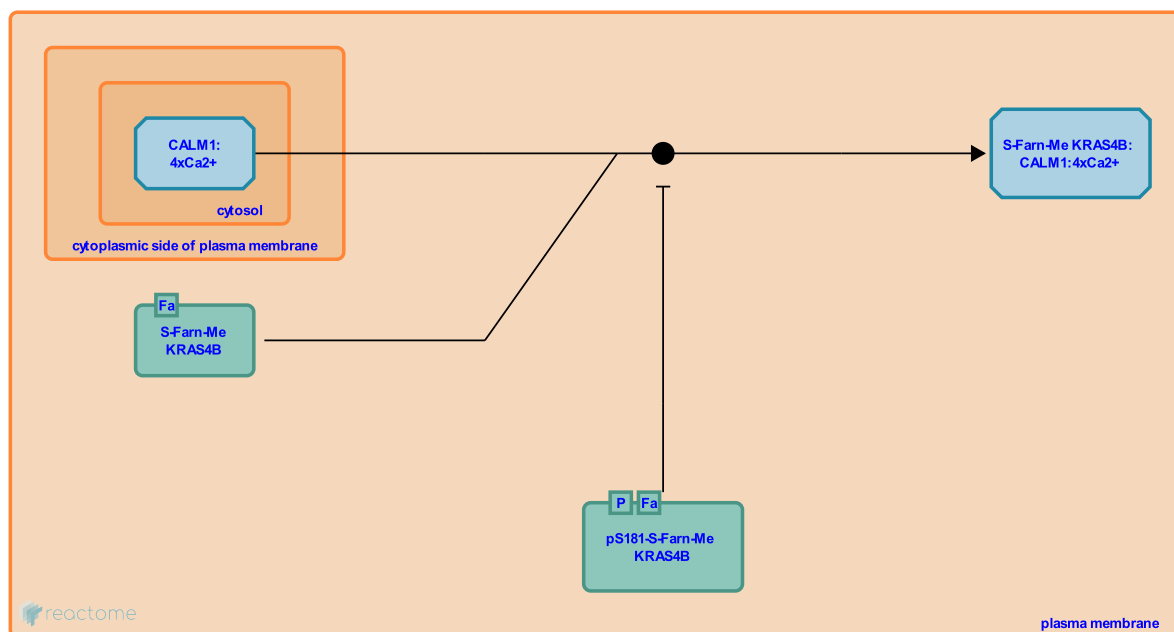 CALM1:
4xCa2+
cytosol
cytoplasmic side of plasma membrane
S-Farn-Me KRAS4B:
CALM1:4xCa2+
Fa
S-Farn-Me
KRAS4B
P Fa
pS181-S-Farn-Me
KRAS4B
reactome
plasma membrane